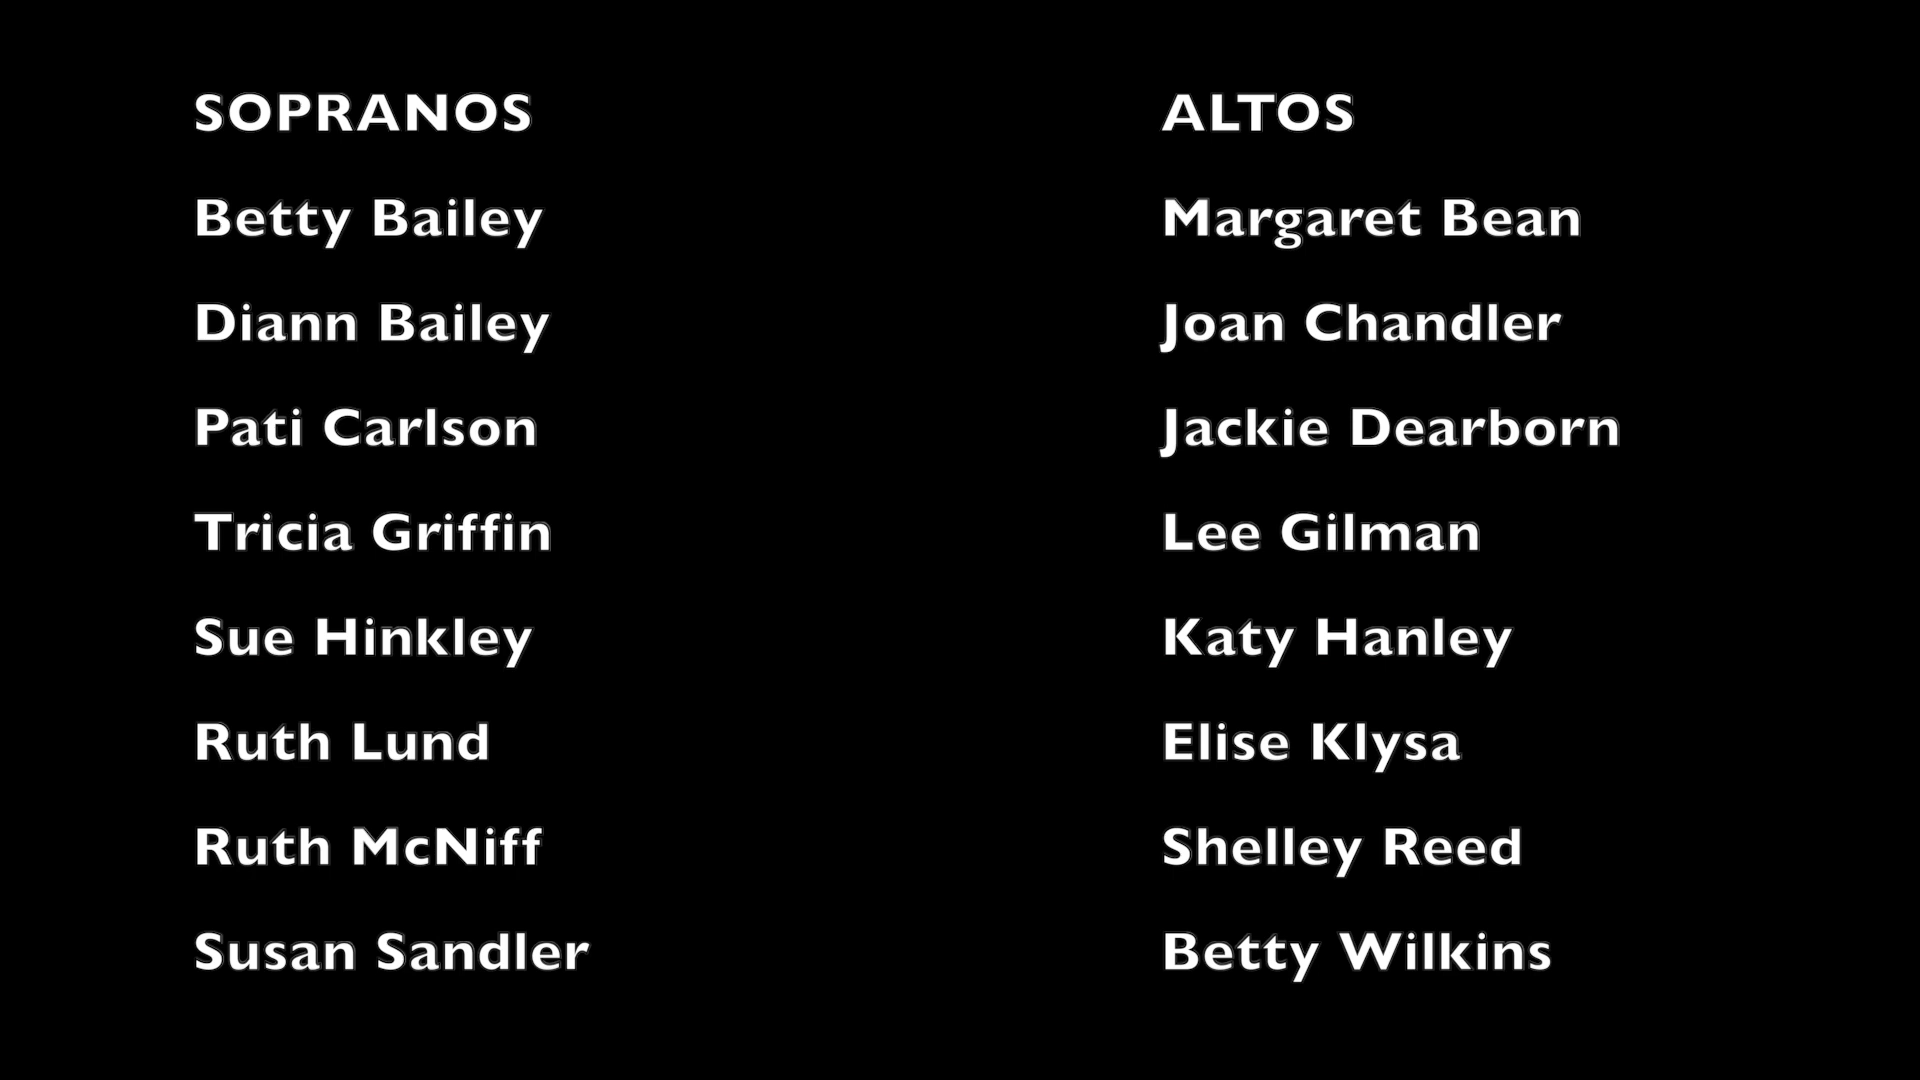 SOPRANOS
Betty Bailey
Diann Bailey
Pati Carlson
Tricia Griffin
Sue Hinkley
Ruth Lund
Ruth McNiff
Susan Sandler
ALTOS
Margaret Bean
Joan Chandler
Jackie Dearborn
Lee Gilman
Katy Hanley
Elise Klysa
Shelley Reed
Betty Wilkins